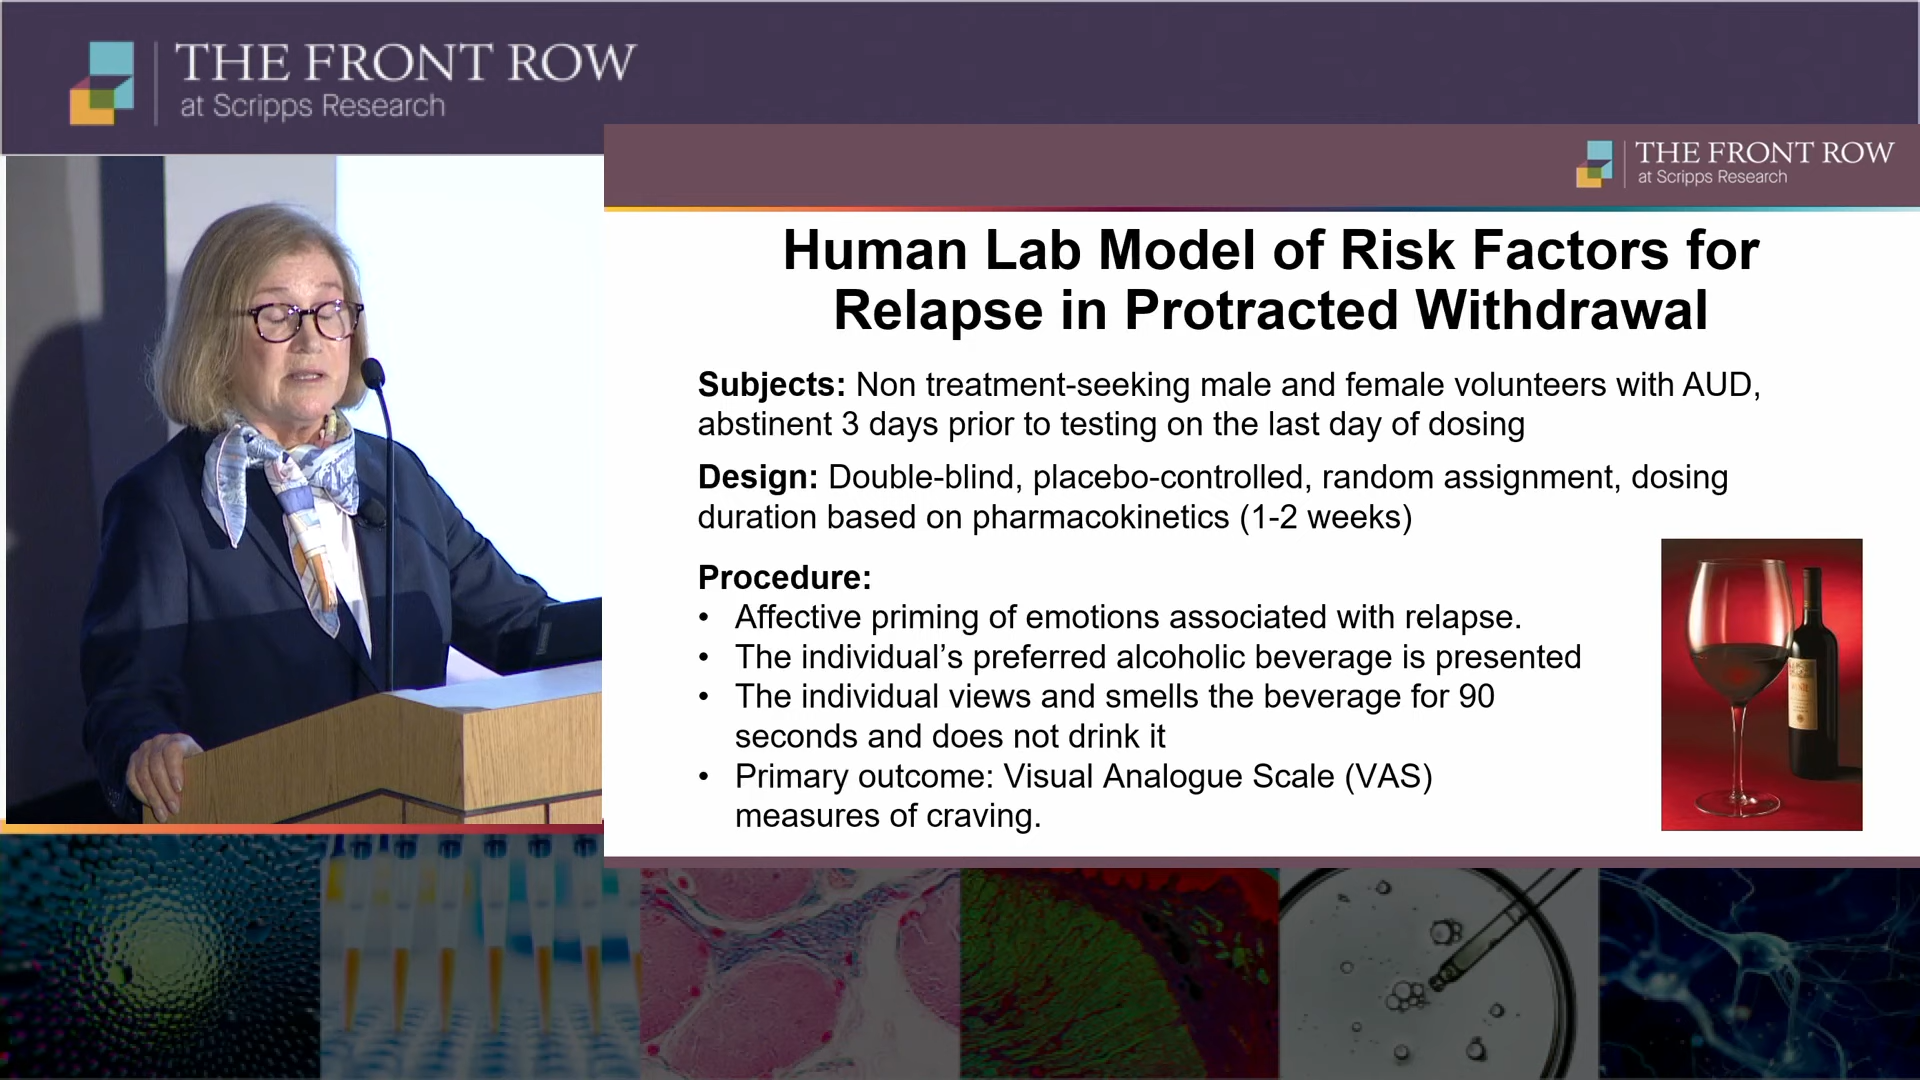 THE FRONT ROW
at Scripps Research
THE FRONT ROW
at Scripps Research
Human Lab Model of Risk Factors for
Relapse in Protracted Withdrawal
Subjects: Non treatment-seeking male and female volunteers with AUD,
abstinent 3 days prior to testing on the last day of dosing
Design: Double-blind, placebo-controlled, random assignment, dosing
duration based on pharmacokinetics (1-2 weeks)
Procedure:
• Affective priming of emotions associated with relapse.
• The individual’s preferred alcoholic beverage is presented
• The individual views and smells the beverage for 90
seconds and does not drink it
• Primary outcome: Visual Analogue Scale (VAS)
measures of craving.